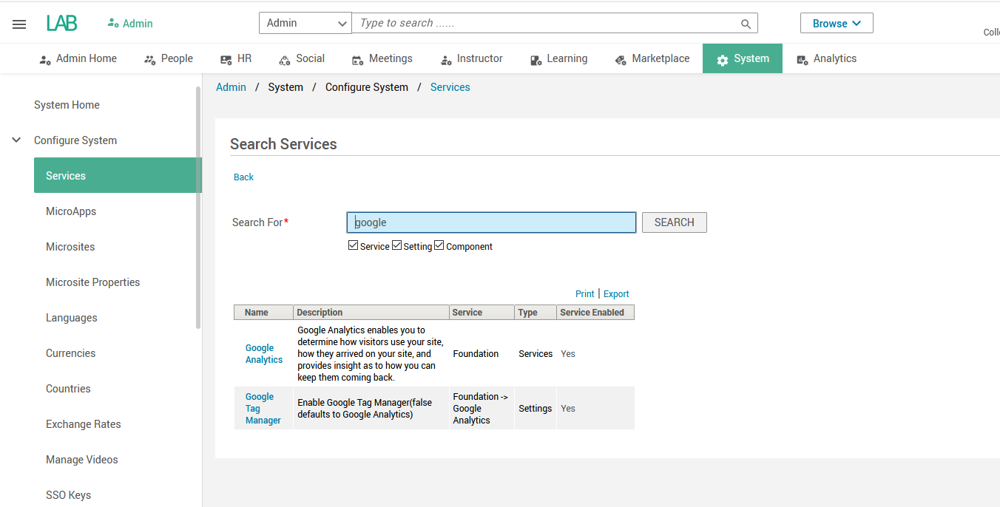 LAB
Admin
Admin
Type to search ......
Browse
Admin Home
People
HR
Social
Meetings
Instructor
Learning
Marketplace
System
Analytics
System Home
Configure System
Services
MicroApps
Microsites
Microsite Properties
Languages
Currencies
Countries
Exchange Rates
Manage Videos
SSO Keys
Admin / System / Configure System / Services
Search Services
Back
Search For*
google
SEARCH
Service Setting Component
Print | Export
Name Description Service Type Service Enabled
Google
Analytics
Google Analytics enables you to
determine how visitors use your site,
how they arrived on your site, and
provides insight as to how you can
keep them coming back.
Foundation
Services
Yes
Google
Tag
Manager
Enable Google Tag Manager(false
defaults to Google Analytics)
Foundation ->
Google
Analytics
Settings
Yes